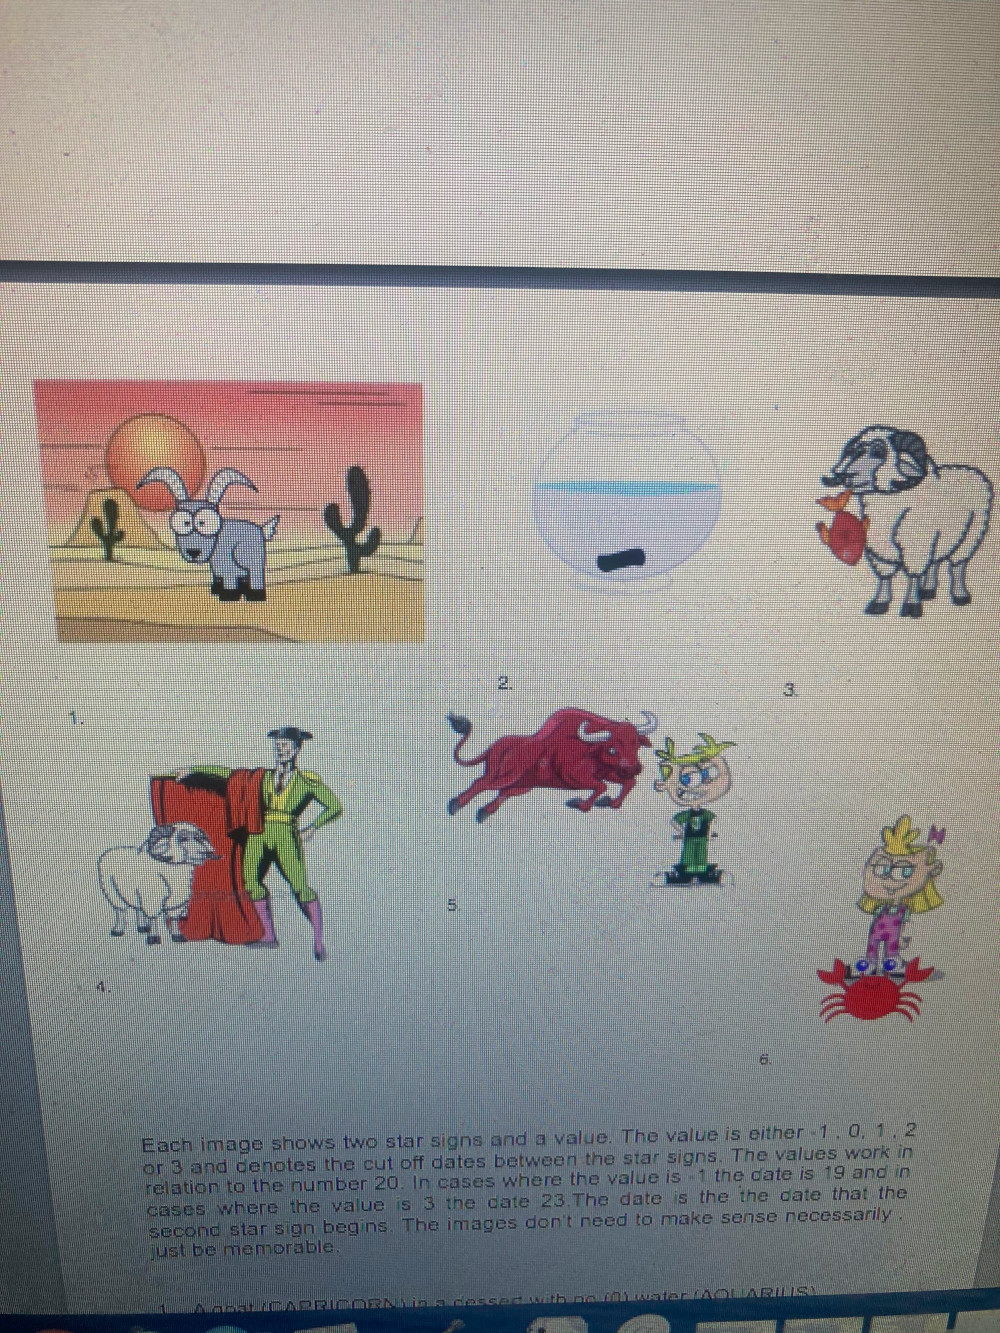 2.
3.
1.
5.
4.
6.
Each image shows two star signs and a value. The value is either -1 , 0, 1 , 2
or 3 and denotes the cut off dates between the star signs. The values work in
relation to the number 20. In cases where the value is -1 the date is 19 and in
cases where the value is 3 the date 23.The date is the the date that the
second star sign begins. The images don't need to make sense necessarily ,
just be memorable.
1. A goat (CAPRICORN) in a dessert with no (0) water (AQUARIUS)